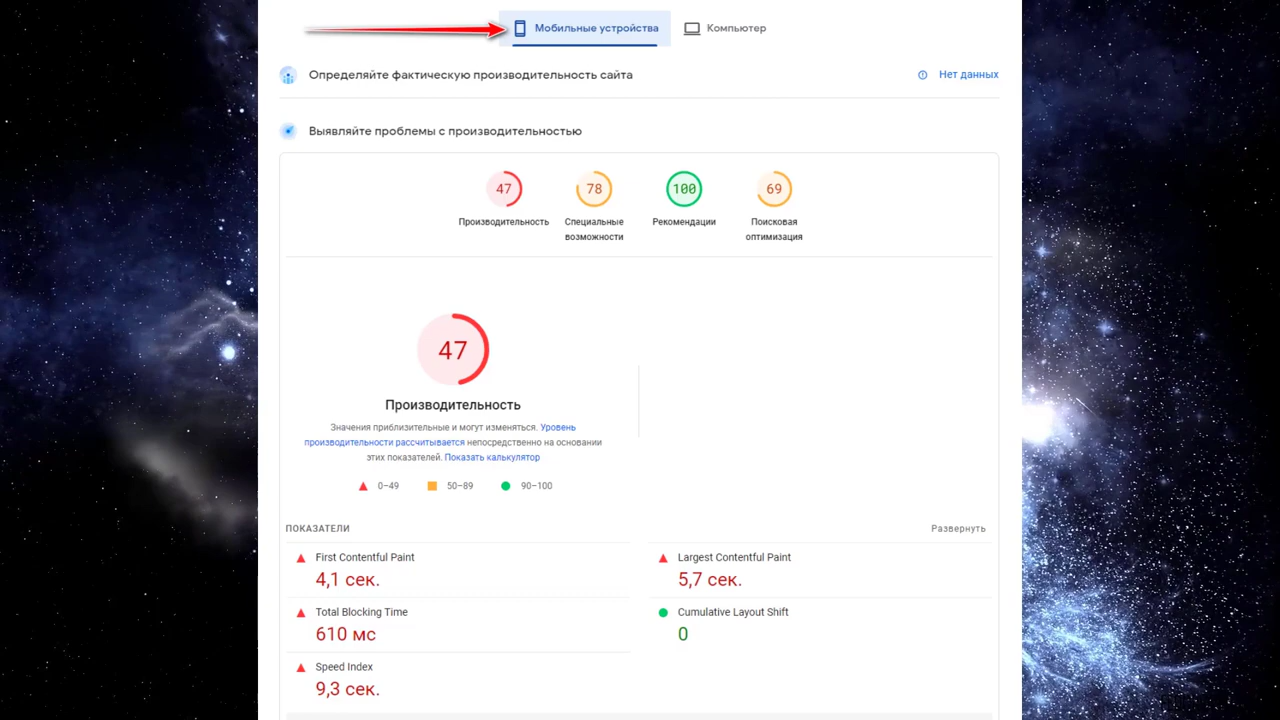 Мобильные устройства
Компьютер
Определяйте фактическую производительность сайта
Нет данных
Выявляйте проблемы с производительностью
47
78
100
69
Производительность
Специальные
возможности
Рекомендации
Поисковая
оптимизация
47
Производительность
Значения приблизительные и могут изменяться. Уровень
производительности рассчитывается непосредственно на основании
этих показателей. Показать калькулятор
0–49
50–89
90–100
ПОКАЗАТЕЛИ
Развернуть
First Contentful Paint
4,1 сек.
Largest Contentful Paint
5,7 сек.
Total Blocking Time
610 мс
Cumulative Layout Shift
0
Speed Index
9,3 сек.